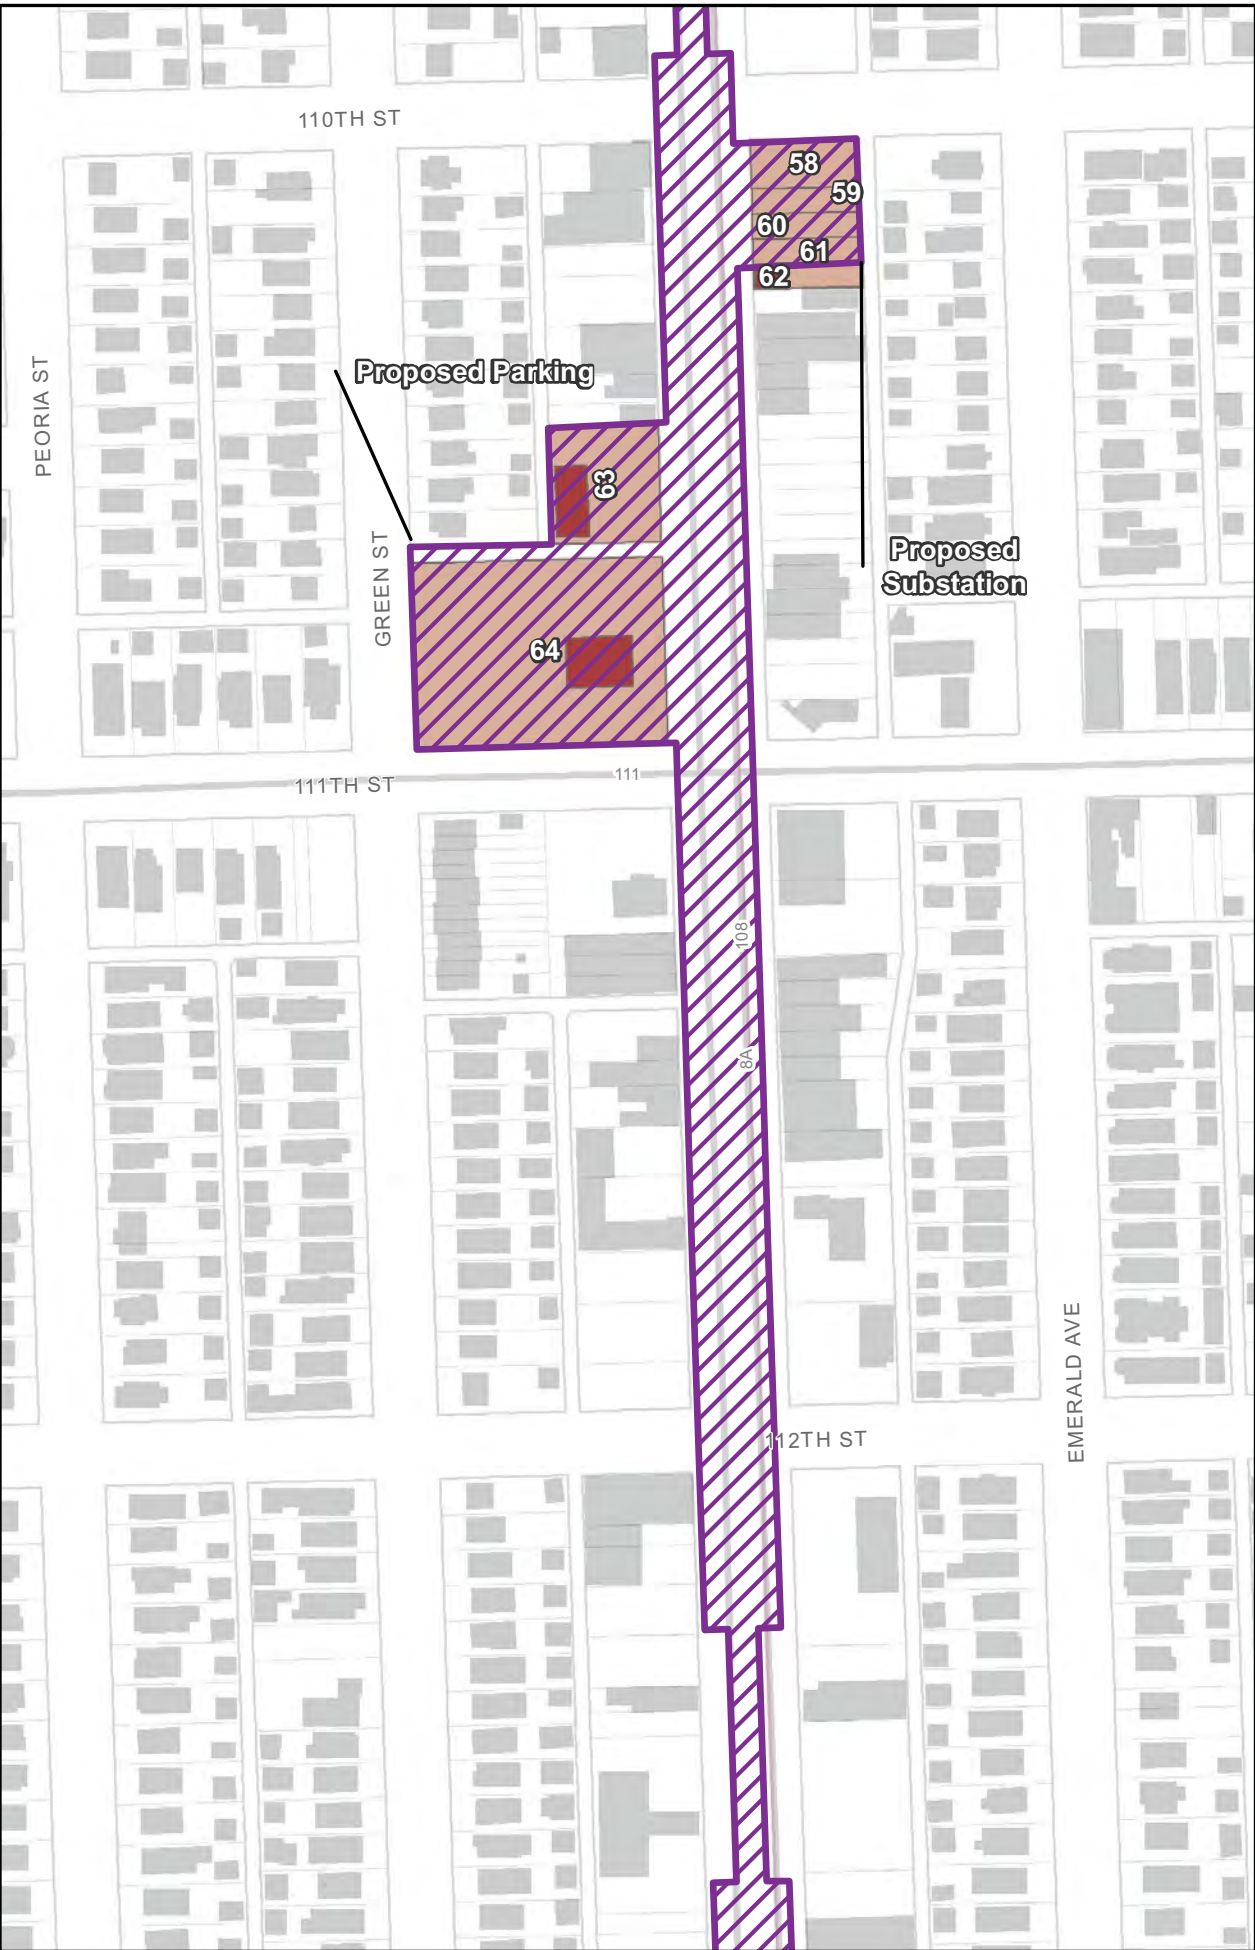 110TH ST
58
59
60
61
62
Proposed Parking
PEORIA ST
63
GREEN ST
Proposed
Substation
64
111
111TH ST
108
8A
EMERALD AVE
112TH ST